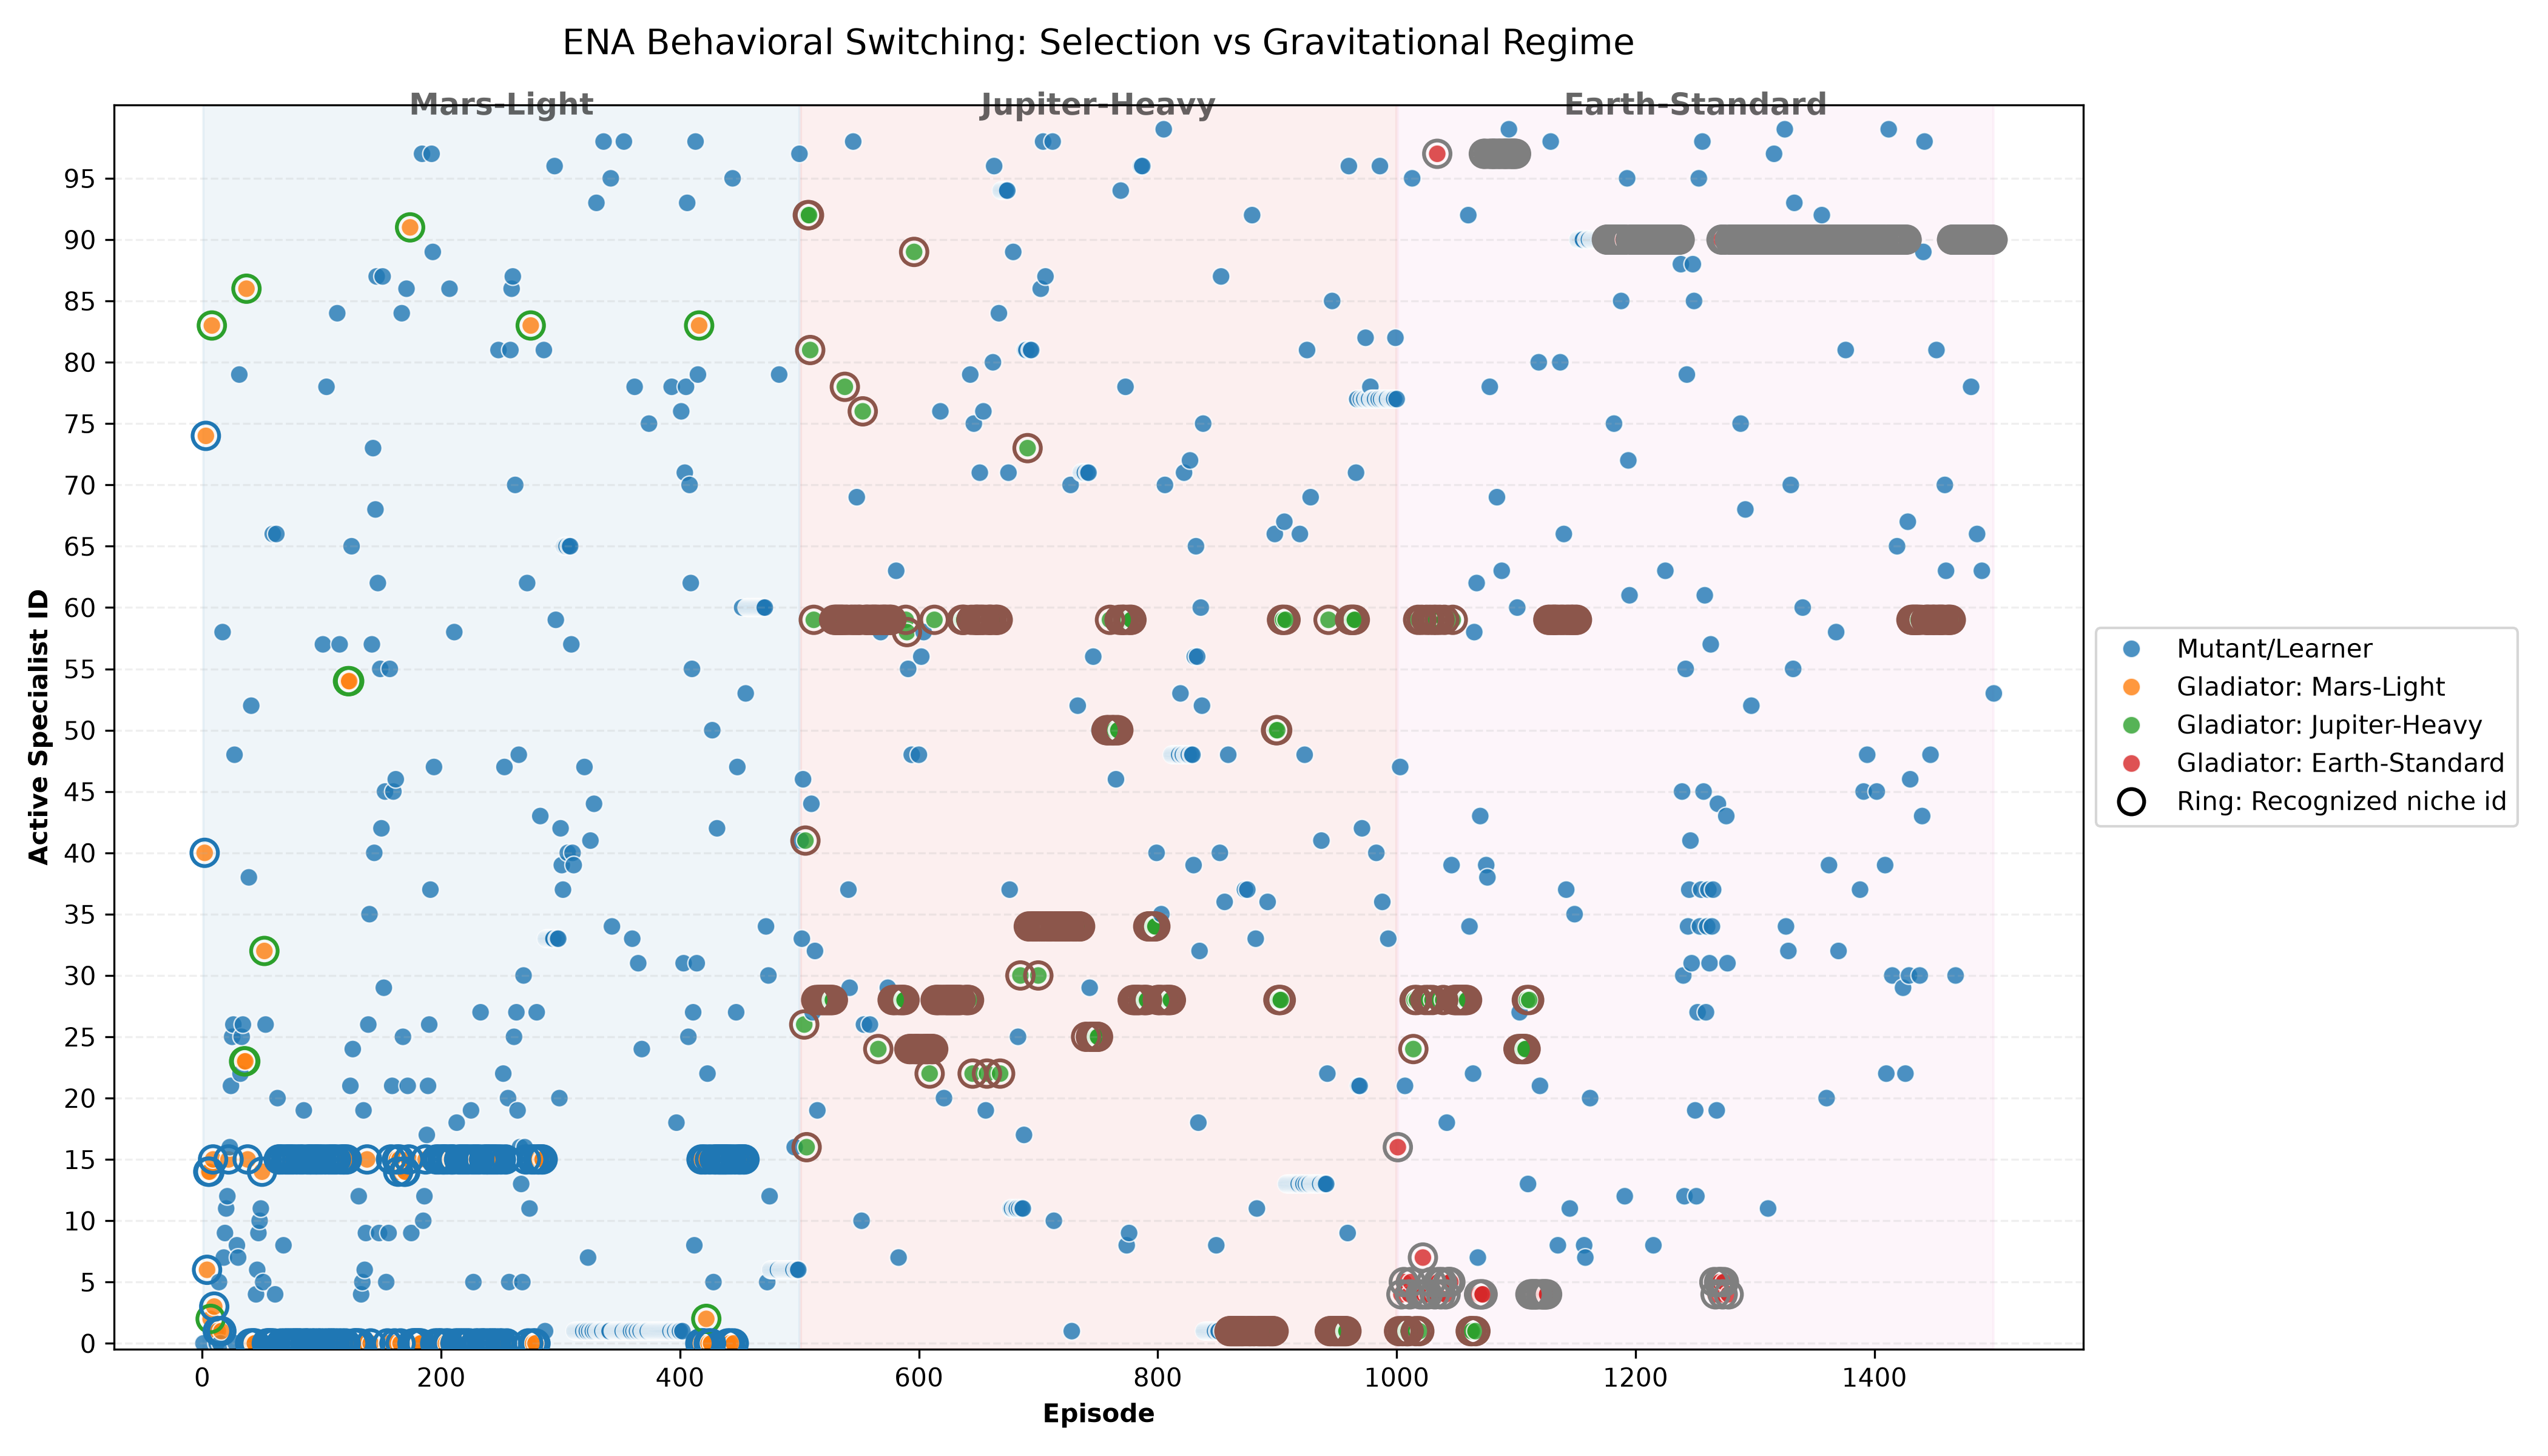 ENA Behavioral Switching: Selection vs Gravitational Regime
Mars-Light
Jupiter-Heavy
Earth-Standard
Active Specialist ID
95
90
85
80
75
70
65
60
55
50
45
40
35
30
25
20
15
10
5
0
0
200
400
600
800
1000
1200
1400
Episode
Mutant/Learner
Gladiator: Mars-Light
Gladiator: Jupiter-Heavy
Gladiator: Earth-Standard
Ring: Recognized niche id